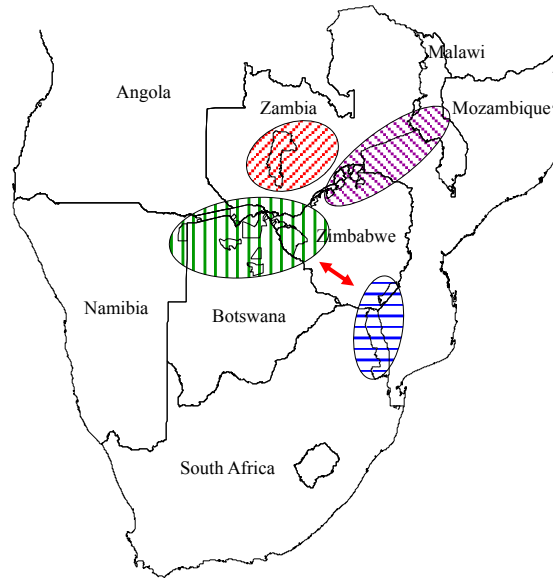 Malawi
Angola
Zambia
Mozambique
Zimbabwe
Namibia
Botswana
South Africa